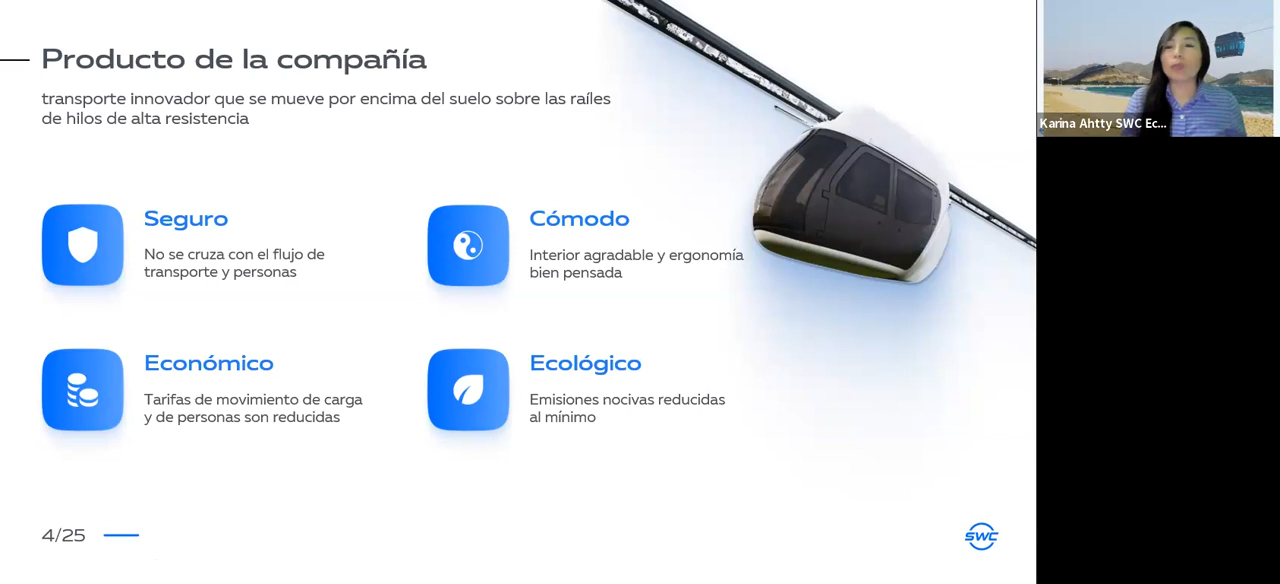 Producto de la compañía
transporte innovador que se mueve por encima del suelo sobre las raíles
de hilos de alta resistencia
Seguro
No se cruza con el flujo de
transporte y personas
Cómodo
Interior agradable y ergonomía
bien pensada
Económico
Tarifas de movimiento de carga
y de personas son reducidas
Ecológico
Emisiones nocivas reducidas
al mínimo
4/25
SWC
Karina Ahtty SWC Ec...